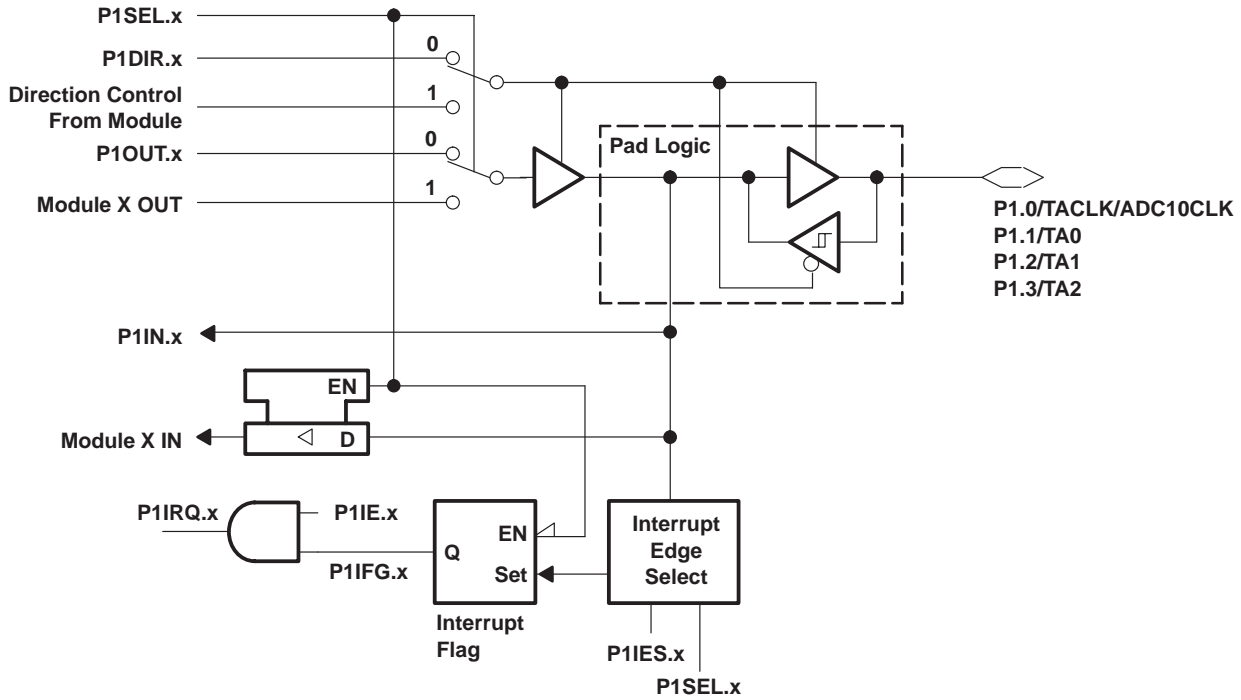 P1SEL.x
0
P1DIR.x
Direction Control
From Module
1
0
P1OUT.x
Module X OUT
1
Pad Logic
P1.0/TACLK/ADC10CLK
P1.1/TA0
P1.2/TA1
P1.3/TA2
P1IN.x
EN
Module X IN
D
P1IRQ.x
P1IE.x
P1IFG.x
Q
EN
Set
Interrupt
Flag
Interrupt
Edge
Select
P1IES.x
P1SEL.x